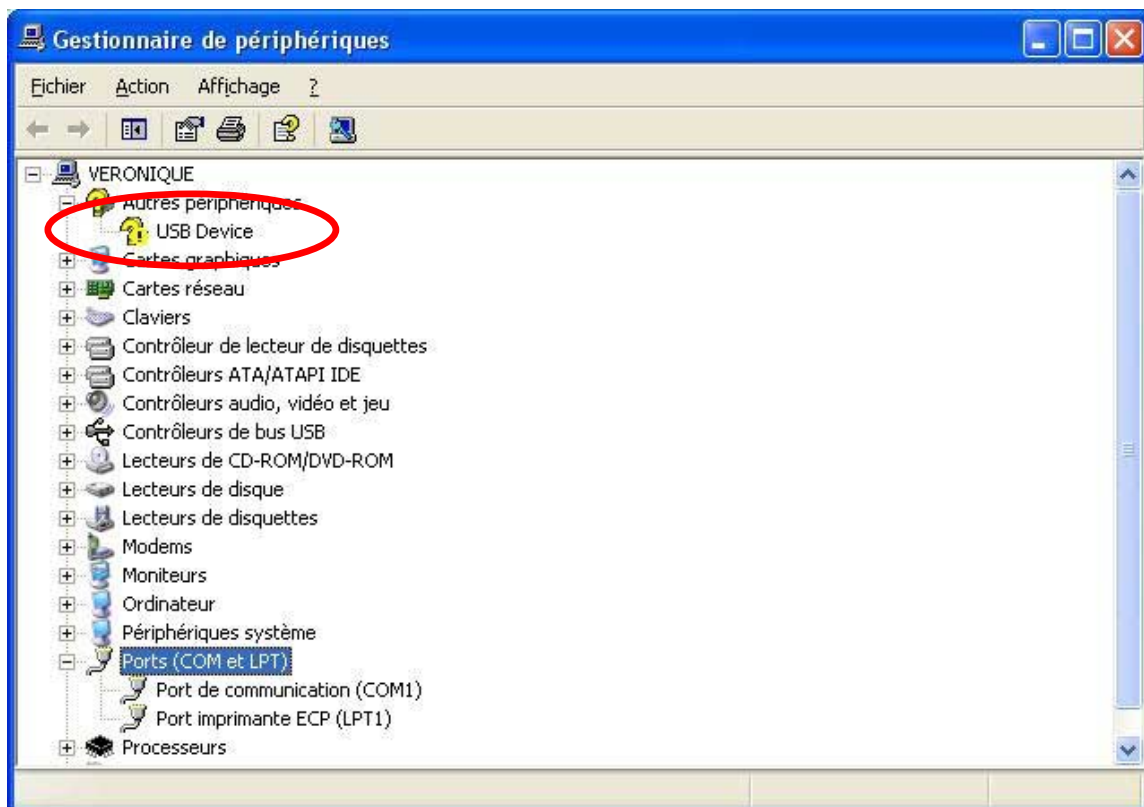 Gestionnaire de périphériques
Fichier Action Affichage ?
VERONIQUE
Autres périphériques
USB Device
Cartes graphiques
Cartes réseau
Claviers
Contrôleur de lecteur de disquettes
Contrôleurs ATA/ATAPI IDE
Contrôleurs audio, vidéo et jeu
Contrôleurs de bus USB
Lecteurs de CD-ROM/DVD-ROM
Lecteurs de disque
Lecteurs de disquettes
Modems
Moniteurs
Ordinateur
Périphériques système
Ports (COM et LPT)
Port de communication (COM1)
Port imprimante ECP (LPT1)
Processeurs